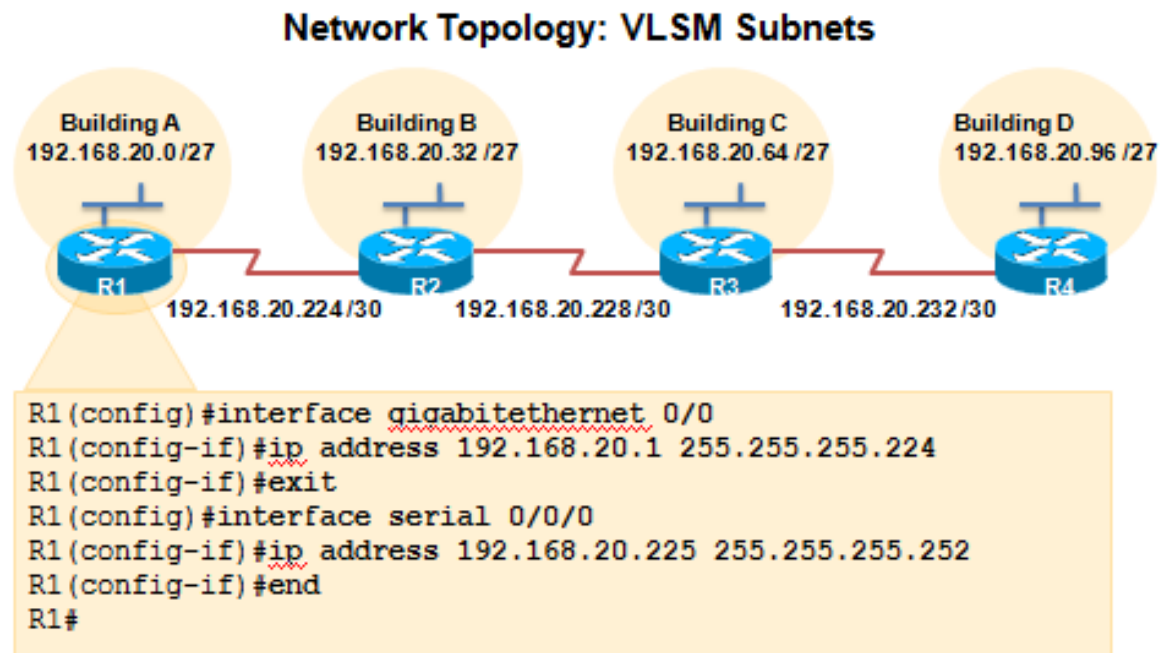 Network Topology: VLSM Subnets
Building A
192.168.20.0/27
Building B
192.168.20.32 /27
Building C
192.168.20.64 /27
Building D
192.168.20.96 /27
R1
R2
R3
R4
192.168.20.224/30
192.168.20.228/30
192.168.20.232/30
R1(config)#interface gigabitethernet 0/0
R1(config-if)#ip address 192.168.20.1 255.255.255.224
R1(config-if)#exit
R1(config)#interface serial 0/0/0
R1(config-if)#ip address 192.168.20.225 255.255.255.252
R1(config-if)#end
R1#